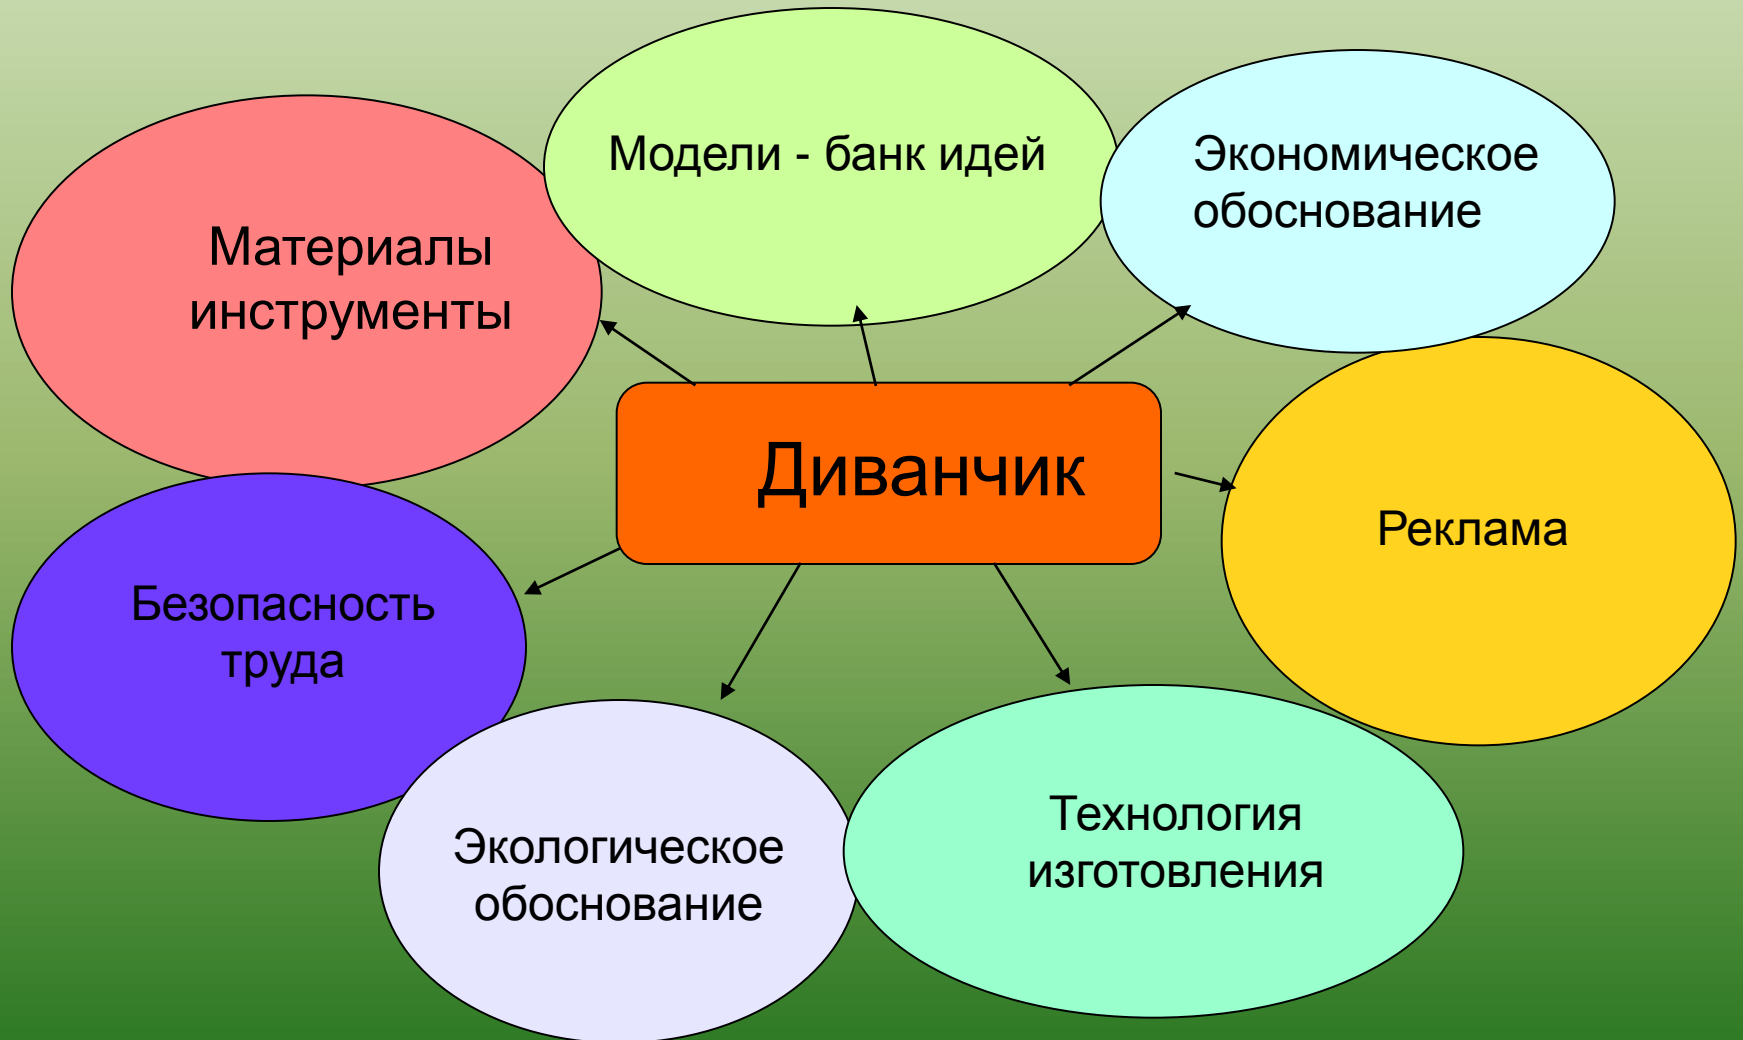 Модели - банк идей
Экономическое
обоснование
Материалы
инструменты
Диванчик
Реклама
Безопасность
труда
Экологическое
обоснование
Технология
изготовления